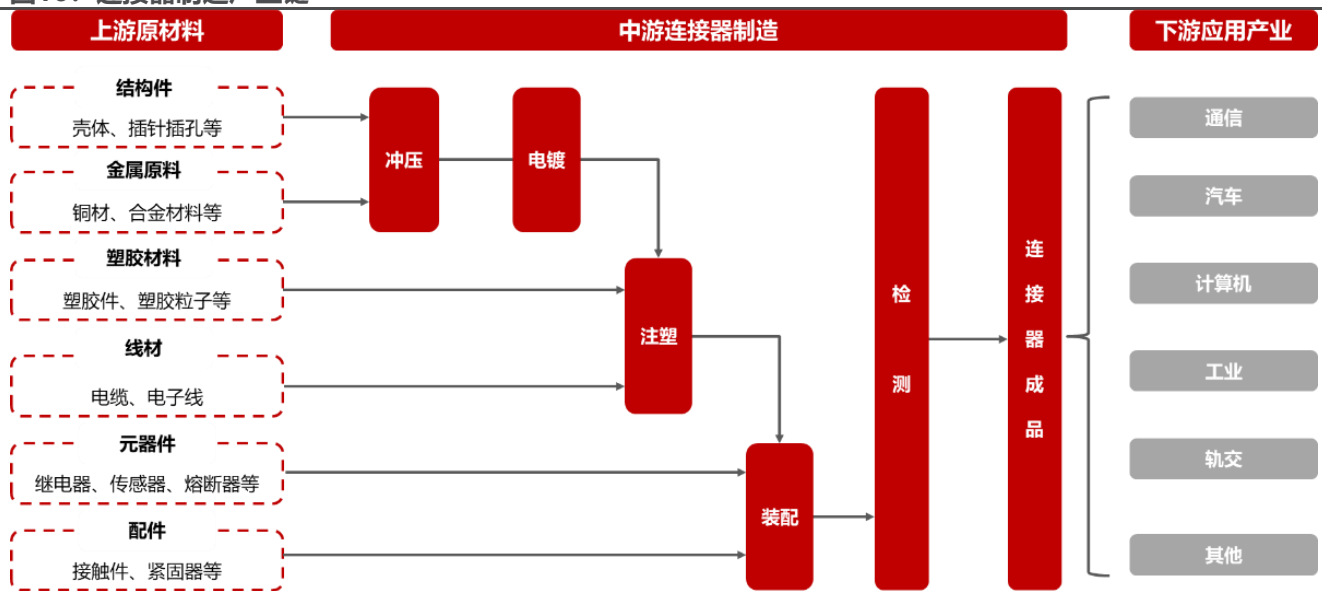 上游原材料
中游连接器制造
下游应用产业
结构件
壳体、插针插孔等
金属原料
铜材、合金材料等
塑胶材料
塑胶件、塑胶粒子等
线材
电缆、电子线
元器件
继电器、传感器、熔断器等
配件
接触件、紧固器等
冲压
电镀
注塑
装配
检测
连接器成品
通信
汽车
计算机
工业
轨交
其他